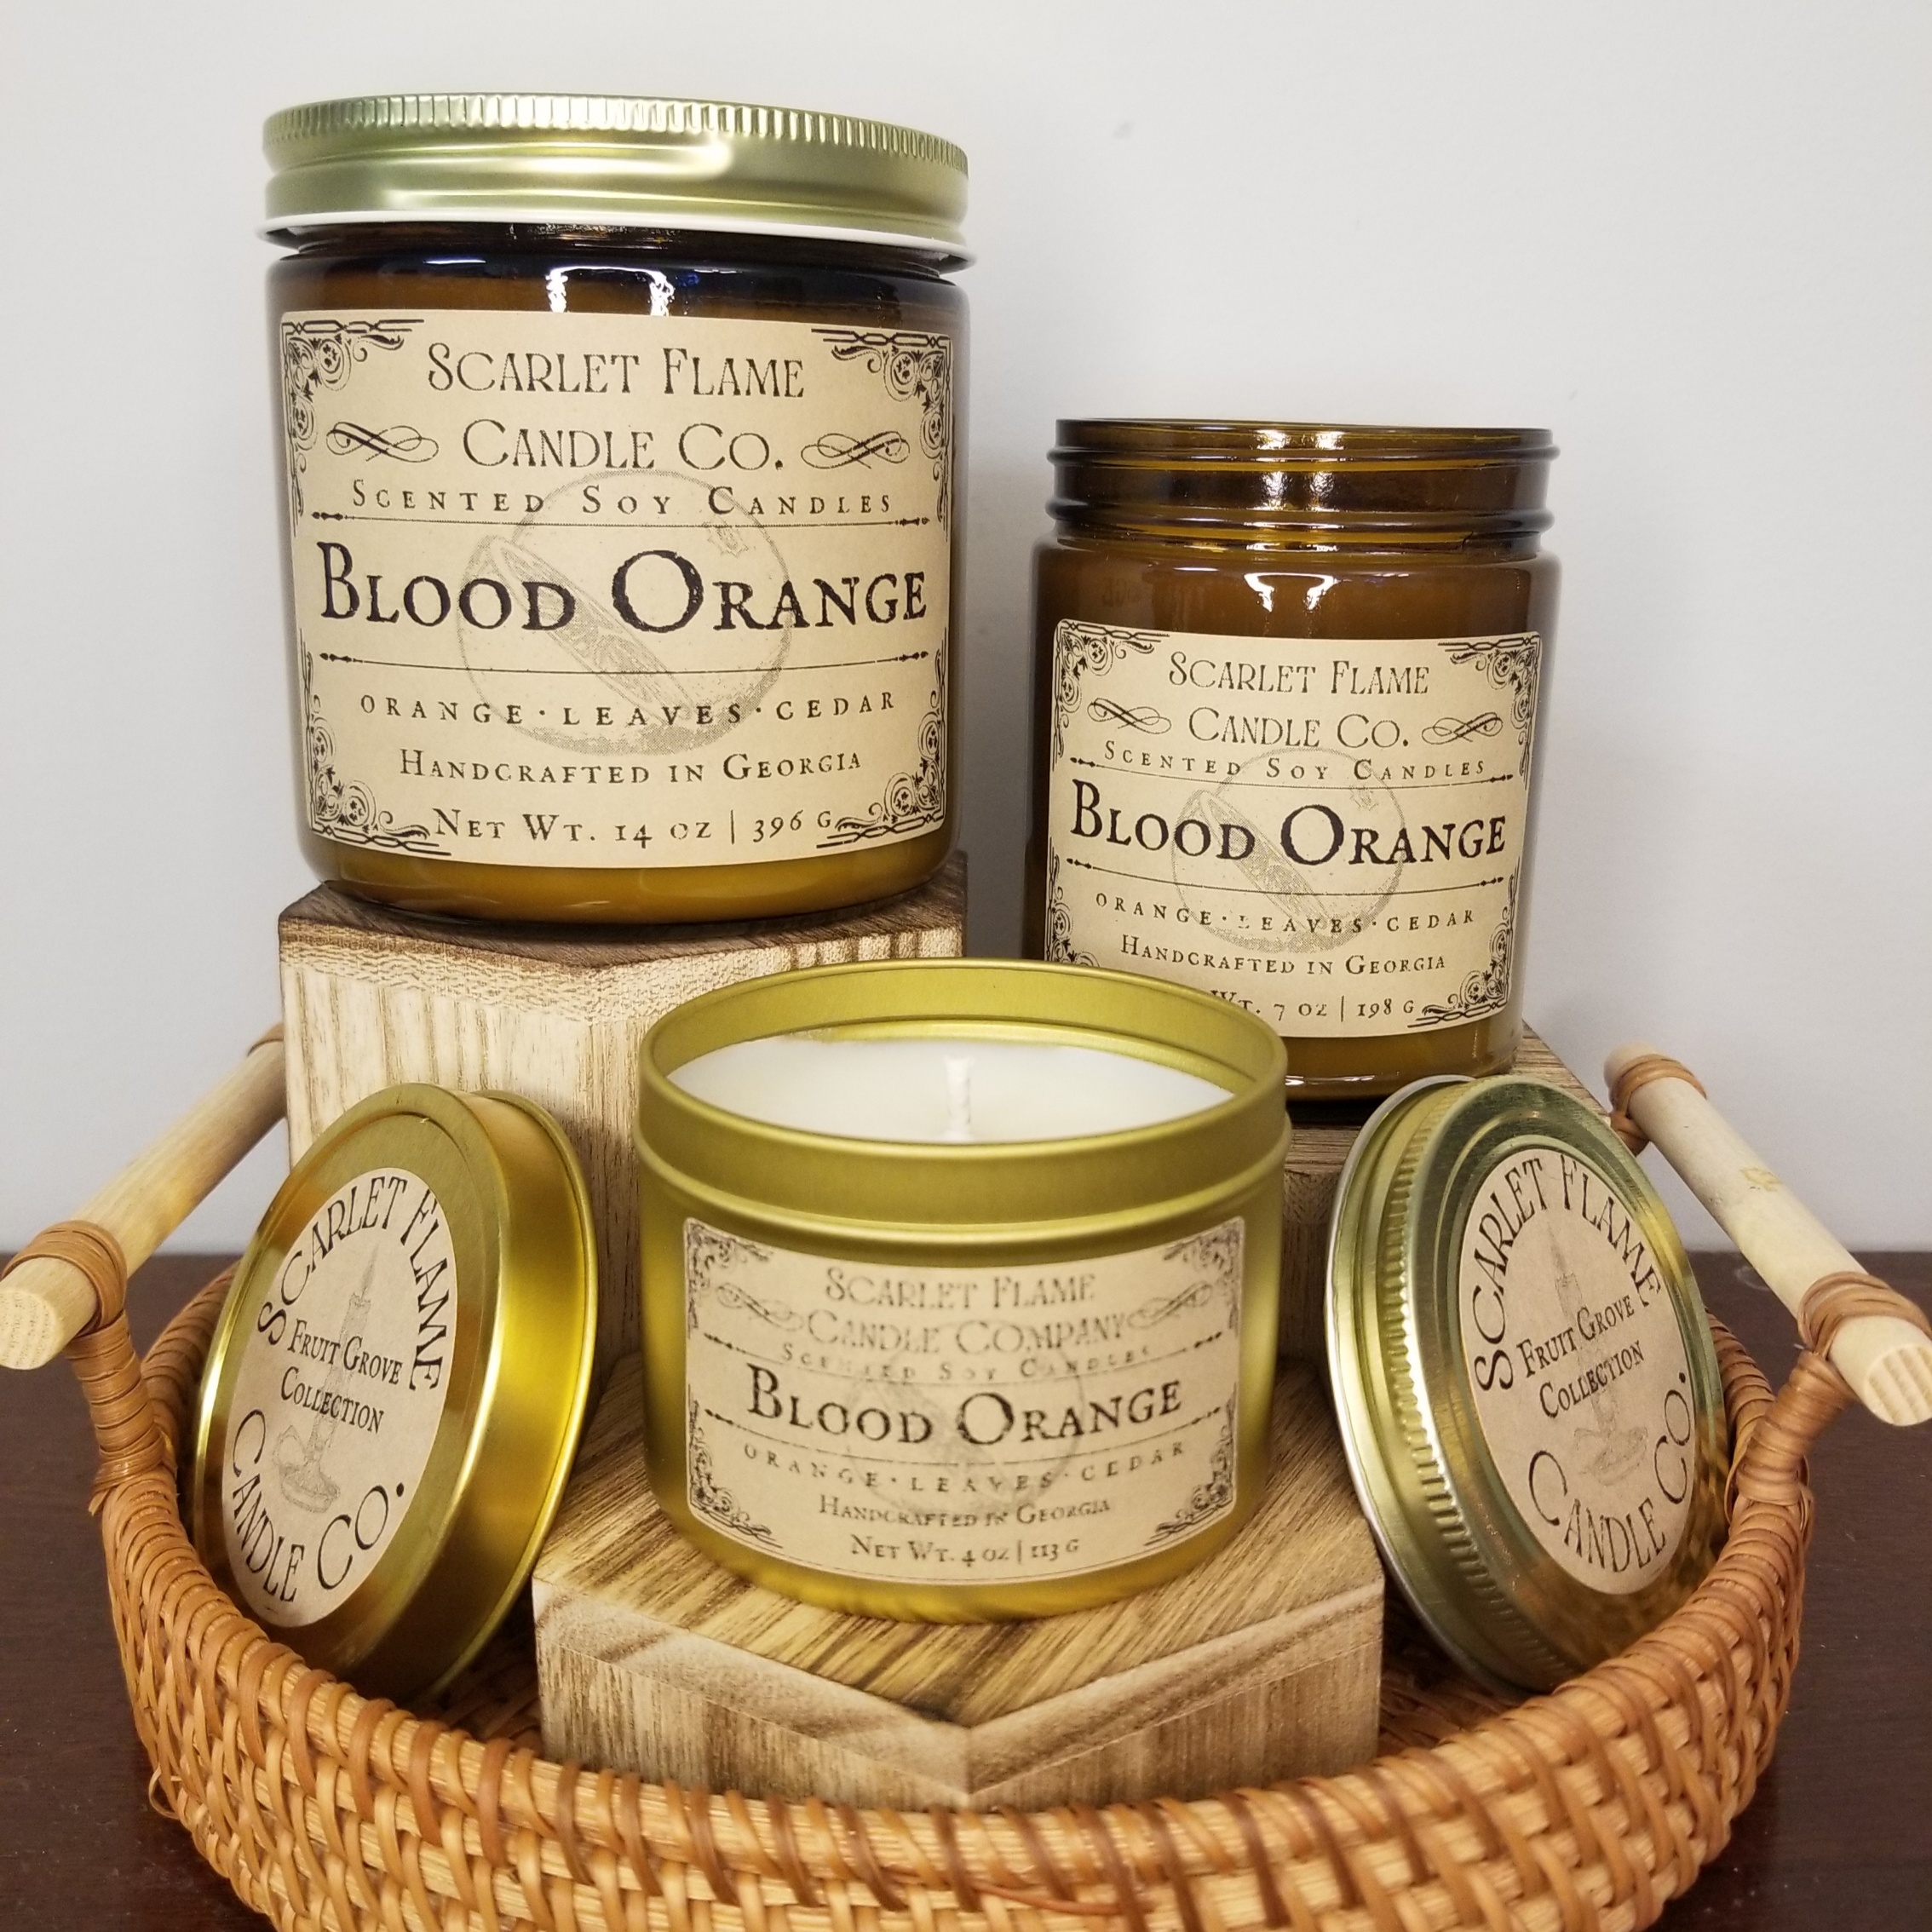 Scarlet Flame
Candle Co.
Scented Soy Candles
Blood Orange
ORANGE·LEAVES·CEDAR
Handcrafted in Georgia
Net Wt. 14 oz | 396 G
Scarlet Flame
Candle Co.
Scented Soy Candles
Blood Orange
ORANGE·LEAVES·CEDAR
Handcrafted in Georgia
Wt. 7 oz | 198 G
Scarlet Flame
Candle Company
Scented Soy Candles
Blood Orange
ORANGE·LEAVES·CEDAR
Handcrafted in Georgia
Net Wt. 4 oz | 113 G
Scarlet Flame
Fruit Grove
Collection
Candle Co.
Scarlet Flame
Fruit Grove
Collection
Candle Co.